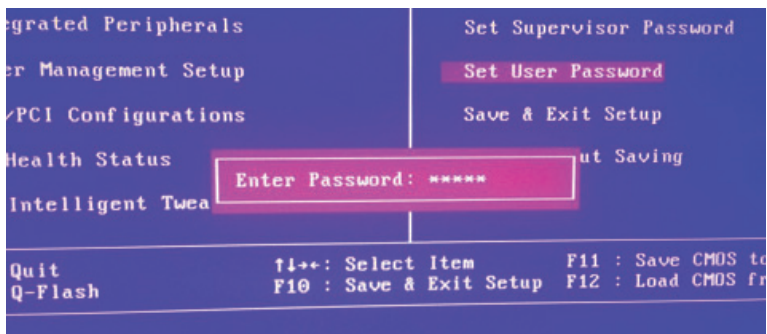 egrated Peripherals
Set Supervisor Password
er Management Setup
Set User Password
/PCI Configurations
Save & Exit Setup
Health Status
ut Saving
Enter Password: *****
Intelligent Twea
Quit
↑↓→←: Select Item
F11 : Save CMOS to
Q-Flash
F10 : Save & Exit Setup
F12 : Load CMOS fr